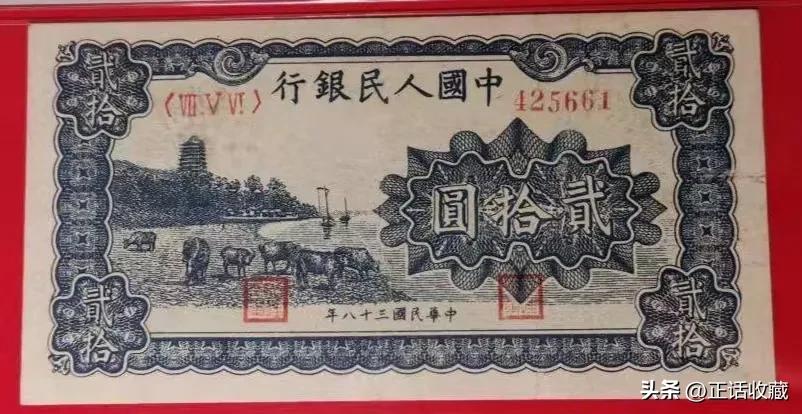 貳拾
貳拾
中國人民銀行
〈VIII V VI〉
425661
貳拾圓
貳拾
貳拾
中華民國三十八年
头条 @正话收藏